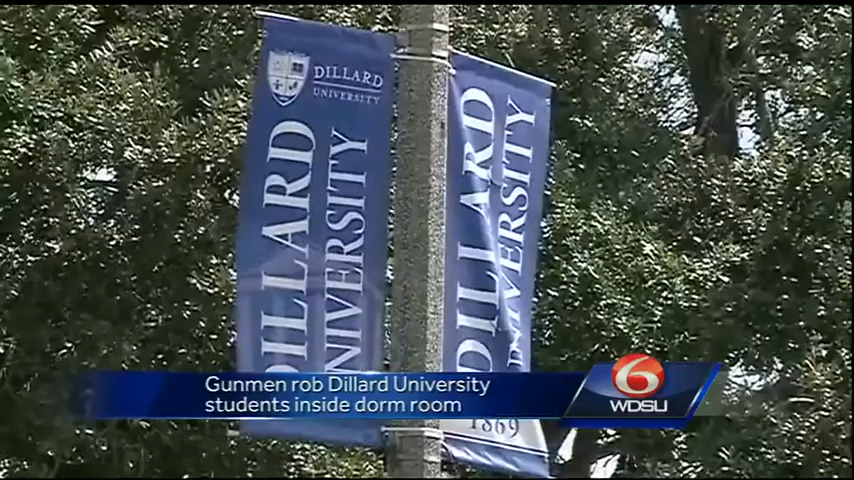 DILLARD
UNIVERSITY
DILLARD
UNIVERSITY
DILLARD
UNIVERSITY
1869
Gunmen rob Dillard University
students inside dorm room
6
WDSU